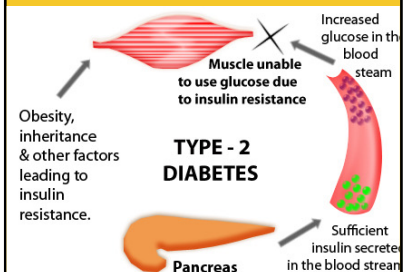 Increased
glucose in the
blood
steam
Muscle unable
to use glucose due
to insulin resistance
Obesity,
inheritance
& other factors
leading to
insulin
resistance.
TYPE - 2
DIABETES
Sufficient
insulin secreted
in the blood stream
Pancreas